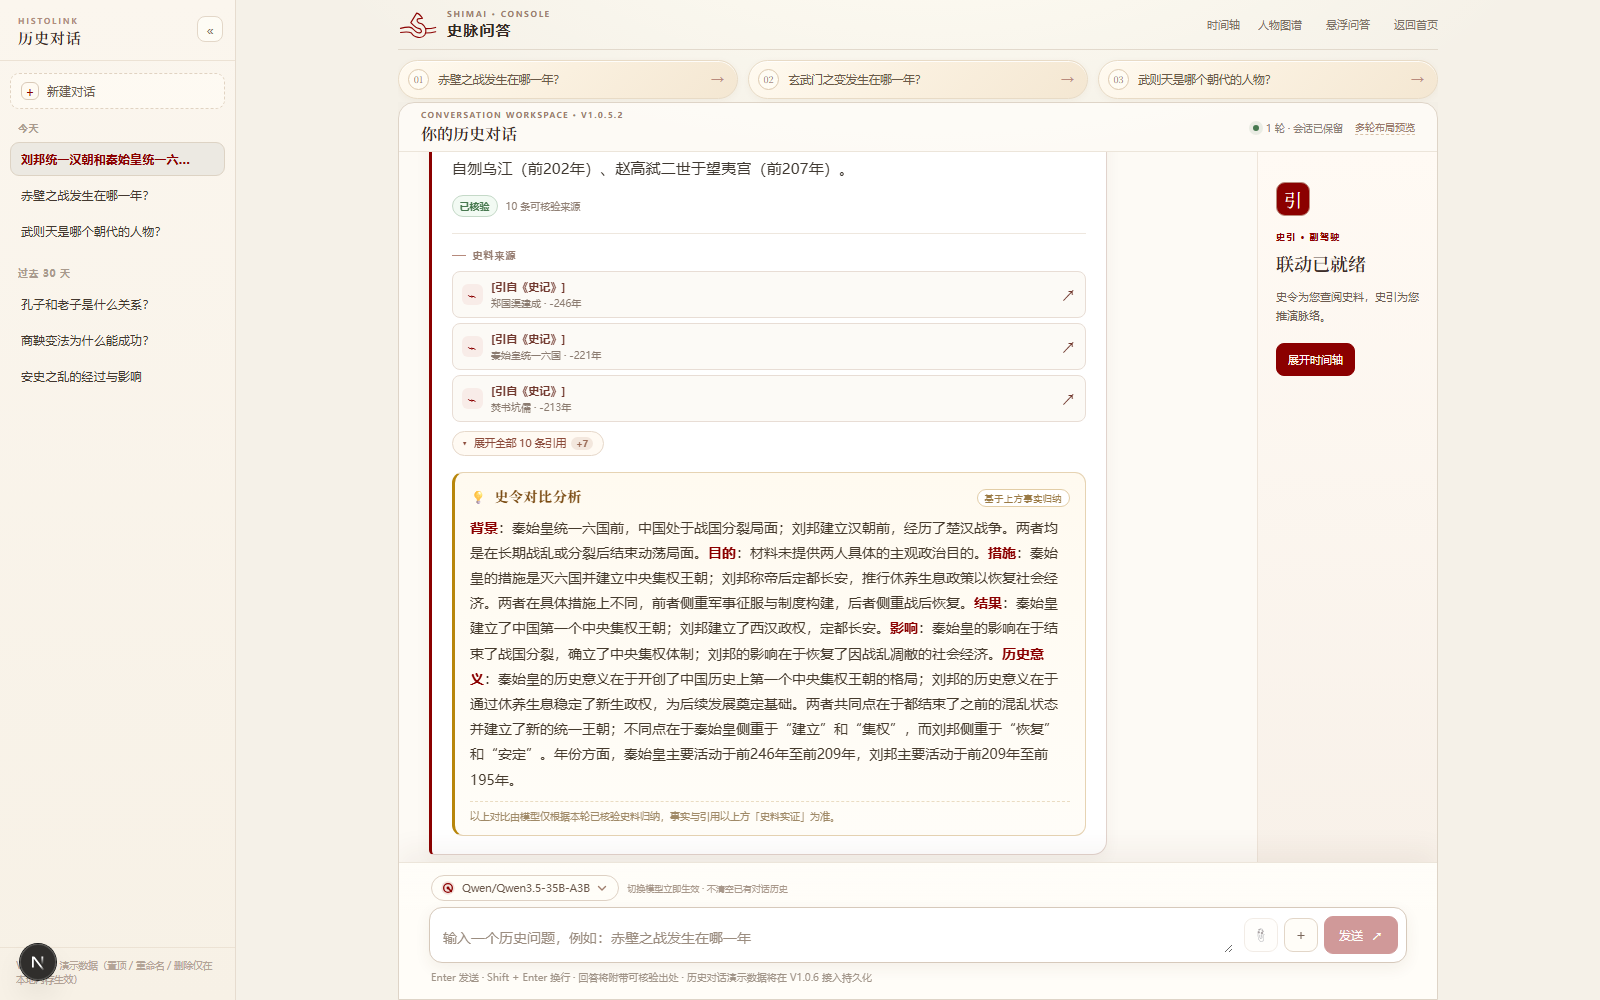 HISTOLINK
历史对话
«
+ 新建对话
今天
刘邦统一汉朝和秦始皇统一六...
赤壁之战发生在哪一年？
武则天是哪个朝代的人物？
过去 30 天
孔子和老子是什么关系？
商鞅变法为什么能成功？
安史之乱的经过与影响
演示数据（置顶 / 重命名 / 删除仅在
N
SHIMAI • CONSOLE
史脉问答
时间轴 人物图谱 悬浮问答 返回首页
01 赤壁之战发生在哪一年？ →
02 玄武门之变发生在哪一年？ →
03 武则天是哪个朝代的人物？ →
CONVERSATION WORKSPACE • V1.0.5.2
你的历史对话
1 轮 · 会话已保留 多轮布局预览
自刎乌江（前202年）、赵高弑二世于望夷宫（前207年）。
已核验 10 条可核验来源
— 史料来源
[引自《史记》]
郑国渠建成 · -246年
[引自《史记》]
秦始皇统一六国 · -221年
[引自《史记》]
焚书坑儒 · -213年
展开全部 10 条引用 +7
史令对比分析
基于上方事实归纳
背景：秦始皇统一六国前，中国处于战国分裂局面；刘邦建立汉朝前，经历了楚汉战争。两者均
是在长期战乱或分裂后结束动荡局面。目的：材料未提供两人具体的主观政治目的。措施：秦始
皇的措施是灭六国并建立中央集权王朝；刘邦称帝后定都长安，推行休养生息政策以恢复社会经
济。两者在具体措施上不同，前者侧重军事征服与制度构建，后者侧重战后恢复。结果：秦始皇
建立了中国第一个中央集权王朝；刘邦建立了西汉政权，定都长安。影响：秦始皇的影响在于结
束了战国分裂，确立了中央集权体制；刘邦的影响在于恢复了因战乱凋敝的社会经济。历史意
义：秦始皇的历史意义在于开创了中国历史上第一个中央集权王朝的格局；刘邦的历史意义在于
通过休养生息稳定了新生政权，为后续发展奠定基础。两者共同点在于都结束了之前的混乱状态
并建立了新的统一王朝；不同点在于秦始皇侧重于“建立”和“集权”，而刘邦侧重于“恢复”
和“安定”。年份方面，秦始皇主要活动于前246年至前209年，刘邦主要活动于前209年至前
195年。
以上对比由模型仅根据本轮已核验史料归纳，事实与引用以上方「史料实证」为准。
引
史引 • 副驾驶
联动已就绪
史令为您查阅史料，史引为您
推演脉络。
展开时间轴
Qwen/Qwen3.5-35B-A3B 切换模型立即生效 · 不清空已有对话历史
输入一个历史问题，例如：赤壁之战发生在哪一年
+
发送 ↗
Enter 发送 · Shift + Enter 换行 · 回答将附带可核验出处 · 历史对话演示数据将在 V1.0.6 接入持久化